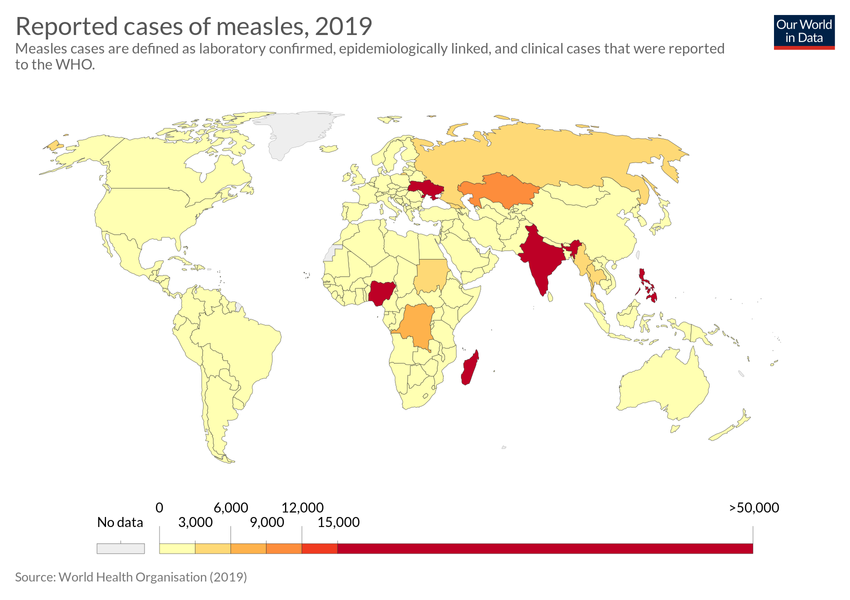 Reported cases of measles, 2019
Measles cases are defined as laboratory confirmed, epidemiologically linked, and clinical cases that were reported
to the WHO.
Our World
in Data
0 6,000 12,000 >50,000
No data 3,000 9,000 15,000
Source: World Health Organisation (2019)